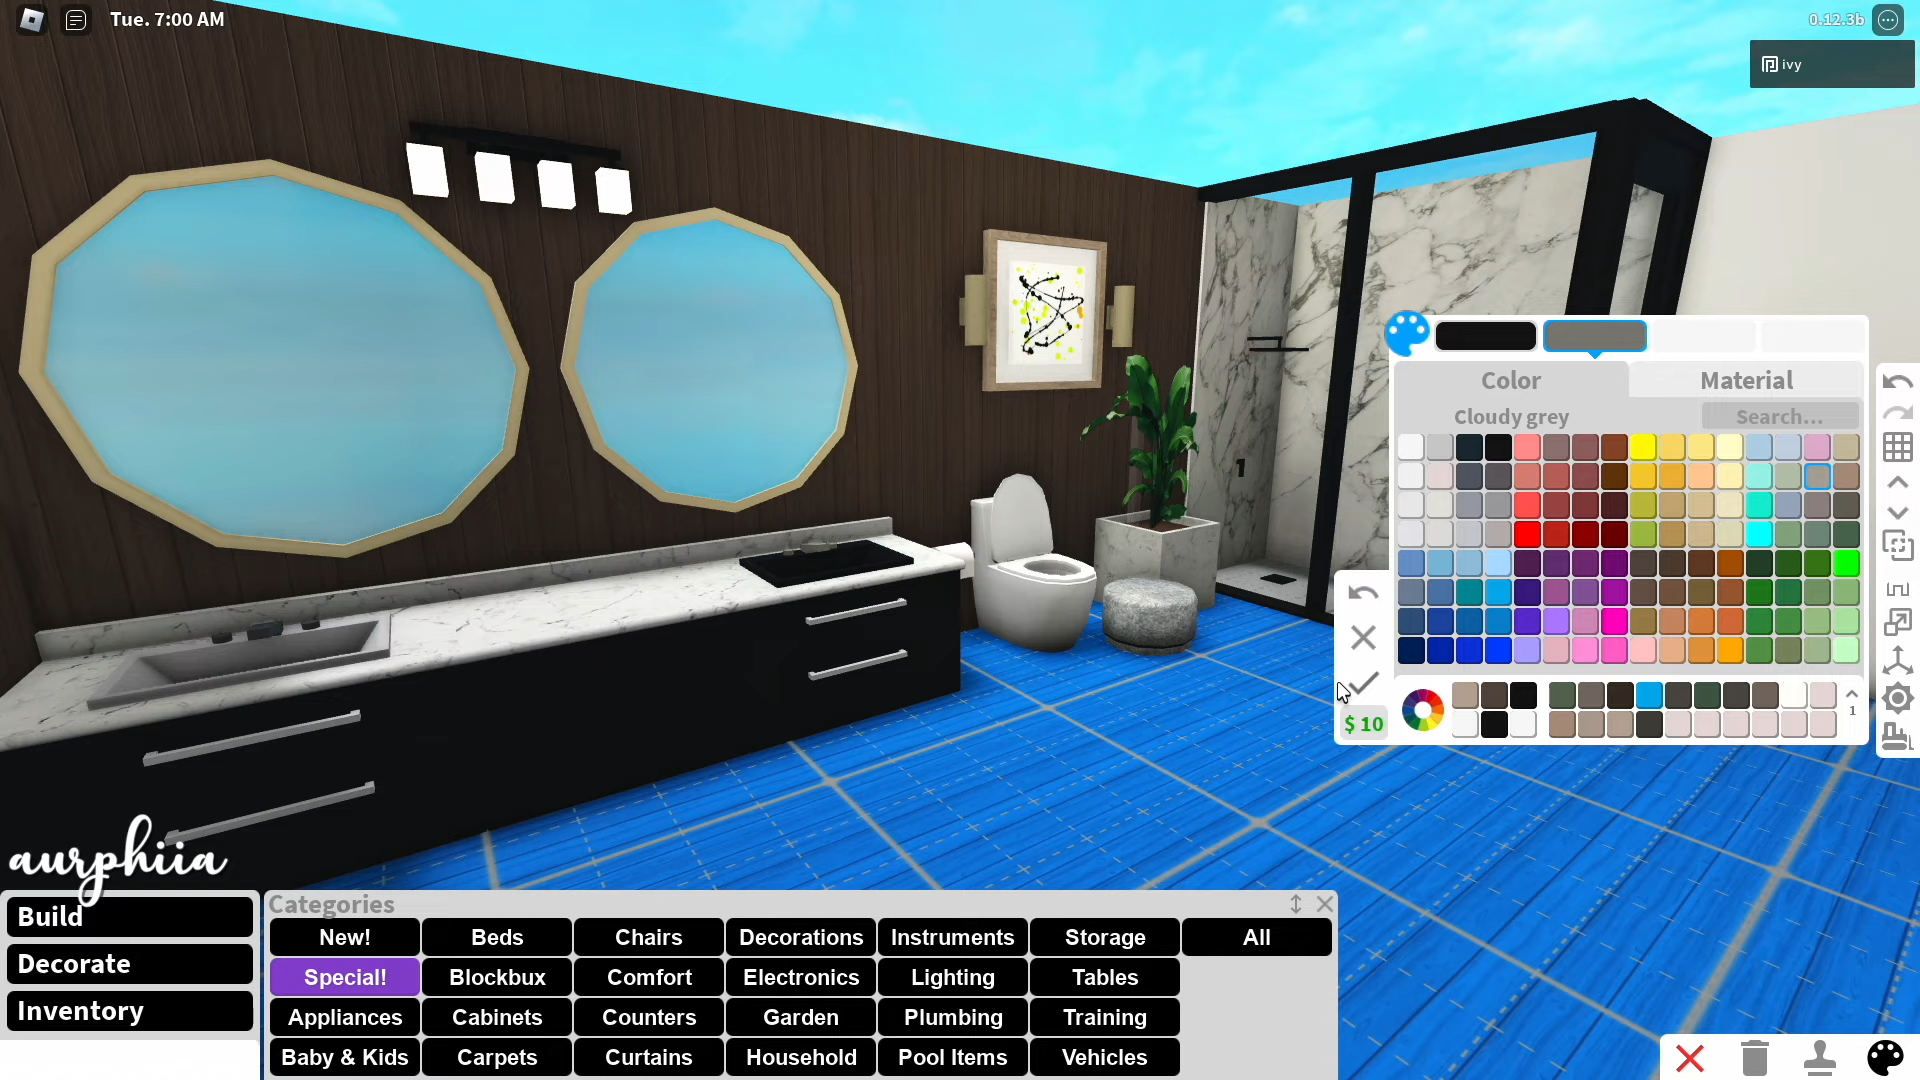 Tue. 7:00 AM
0.12.3b
ivy
Color
Material
Cloudy grey
Search...
$ 10
1
aurphiia
Build
Decorate
Inventory
Categories
New!
Beds
Chairs
Decorations
Instruments
Storage
All
Special!
Blockbux
Comfort
Electronics
Lighting
Tables
Appliances
Cabinets
Counters
Garden
Plumbing
Training
Baby & Kids
Carpets
Curtains
Household
Pool Items
Vehicles